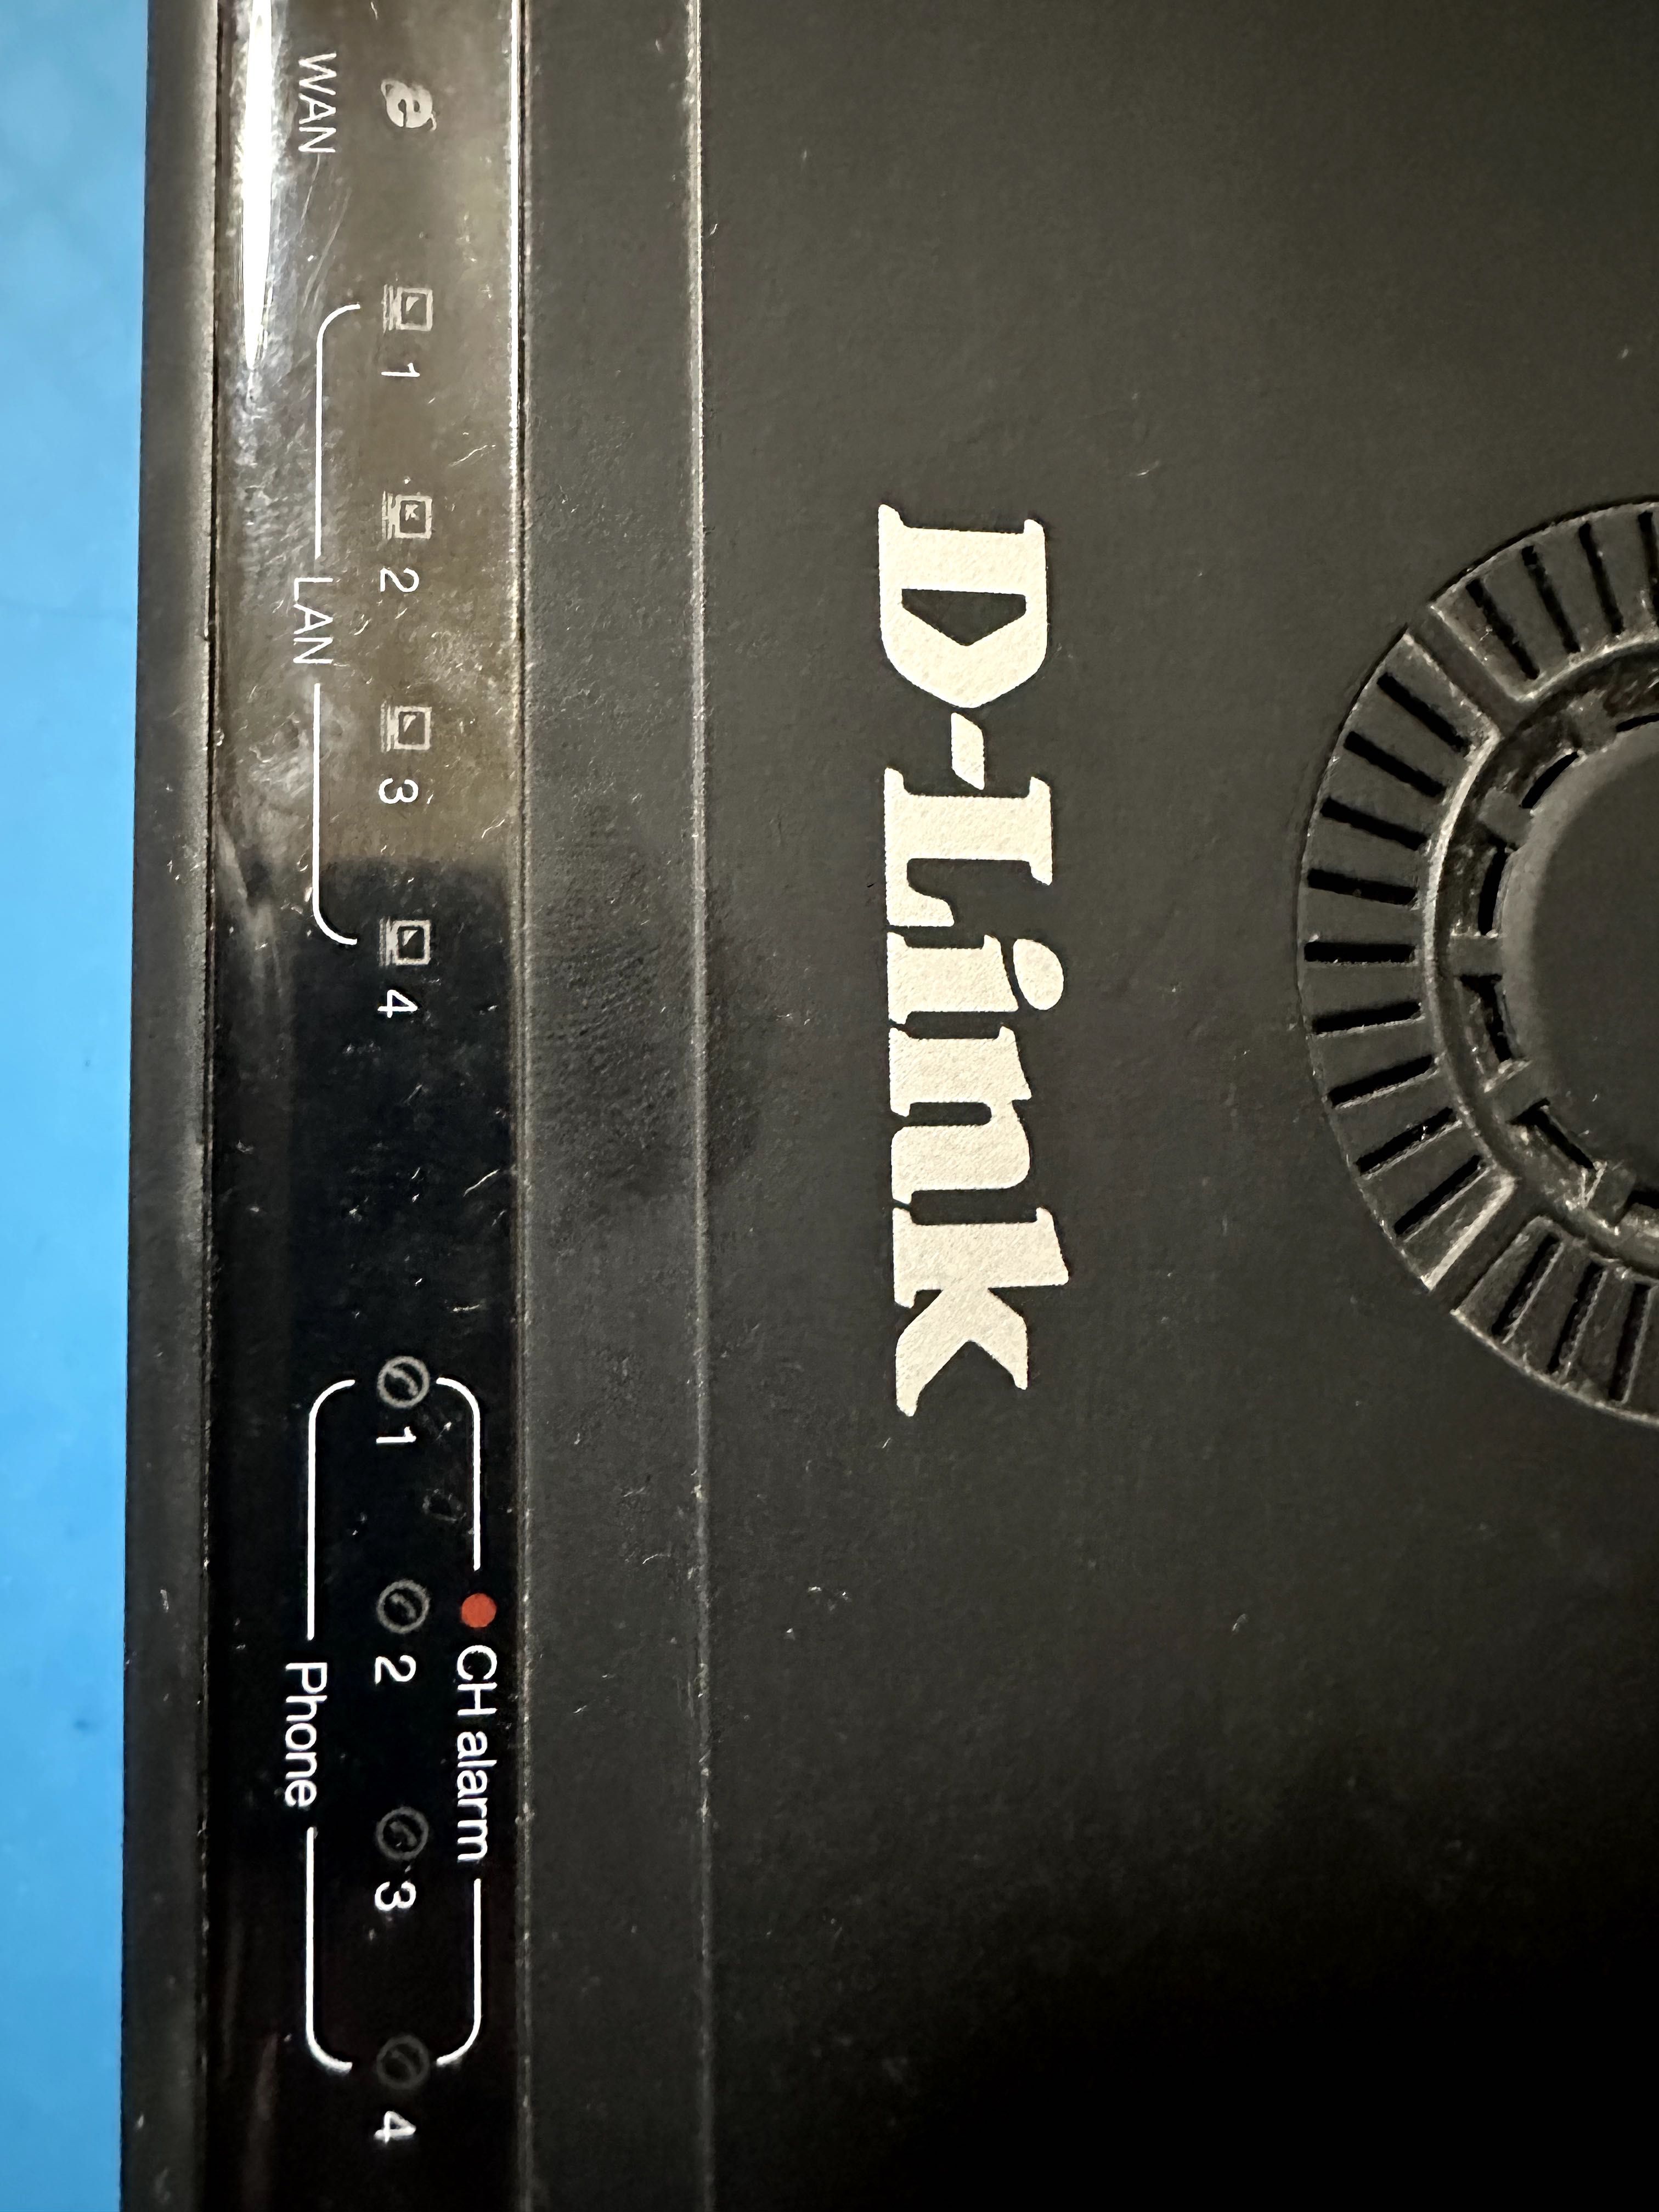 D-Link
CH alarm
1 2 3 4 1 2 3 4
WAN LAN Phone